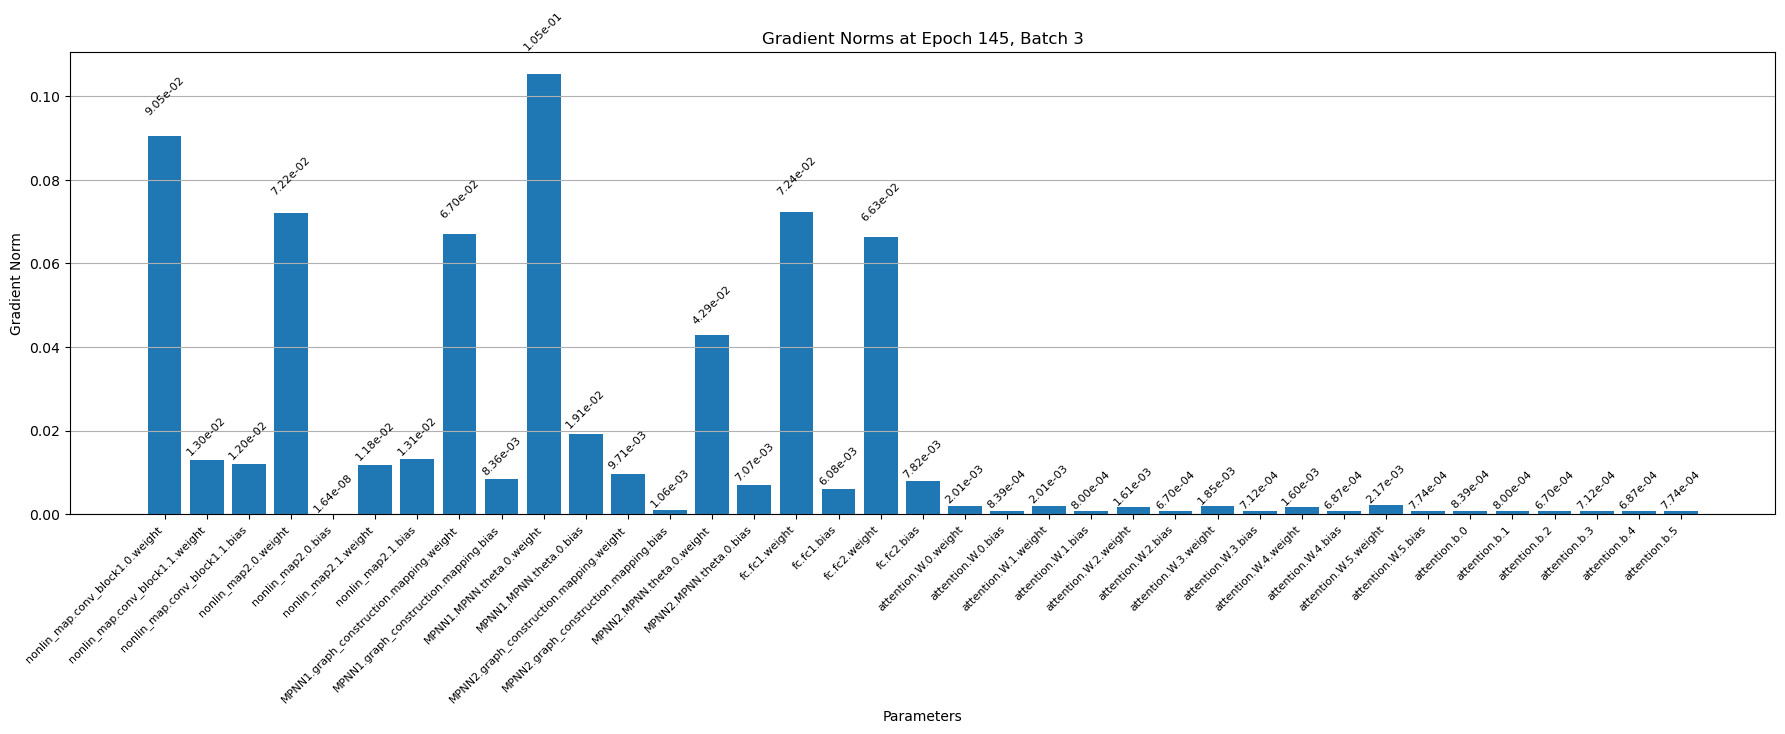 Gradient Norms at Epoch 145, Batch 3
Gradient Norm
0.10
0.08
0.06
0.04
0.02
0.00
9.05e-02
1.30e-02
1.20e-02
7.22e-02
1.64e-08
1.18e-02
1.31e-02
6.70e-02
8.36e-03
1.05e-01
1.91e-02
9.71e-03
1.06e-03
4.29e-02
7.07e-03
7.24e-02
6.08e-03
6.63e-02
7.82e-03
2.01e-03
8.39e-04
2.01e-03
8.00e-04
1.61e-03
6.70e-04
1.85e-03
7.12e-04
1.60e-03
6.87e-04
2.17e-03
7.74e-04
8.39e-04
8.00e-04
6.70e-04
7.12e-04
6.87e-04
7.74e-04
nonlin_map.conv_block1.0.weight
nonlin_map.conv_block1.1.weight
nonlin_map.conv_block1.1.bias
nonlin_map2.0.weight
nonlin_map2.0.bias
nonlin_map2.1.weight
nonlin_map2.1.bias
MPNN1.graph_construction.mapping.weight
MPNN1.graph_construction.mapping.bias
MPNN1.MPNN.theta.0.weight
MPNN1.MPNN.theta.0.bias
MPNN2.graph_construction.mapping.weight
MPNN2.graph_construction.mapping.bias
MPNN2.MPNN.theta.0.weight
MPNN2.MPNN.theta.0.bias
fc.fc1.weight
fc.fc1.bias
fc.fc2.weight
fc.fc2.bias
attention.W.0.weight
attention.W.0.bias
attention.W.1.weight
attention.W.1.bias
attention.W.2.weight
attention.W.2.bias
attention.W.3.weight
attention.W.3.bias
attention.W.4.weight
attention.W.4.bias
attention.W.5.weight
attention.W.5.bias
attention.b.0
attention.b.1
attention.b.2
attention.b.3
attention.b.4
attention.b.5
Parameters